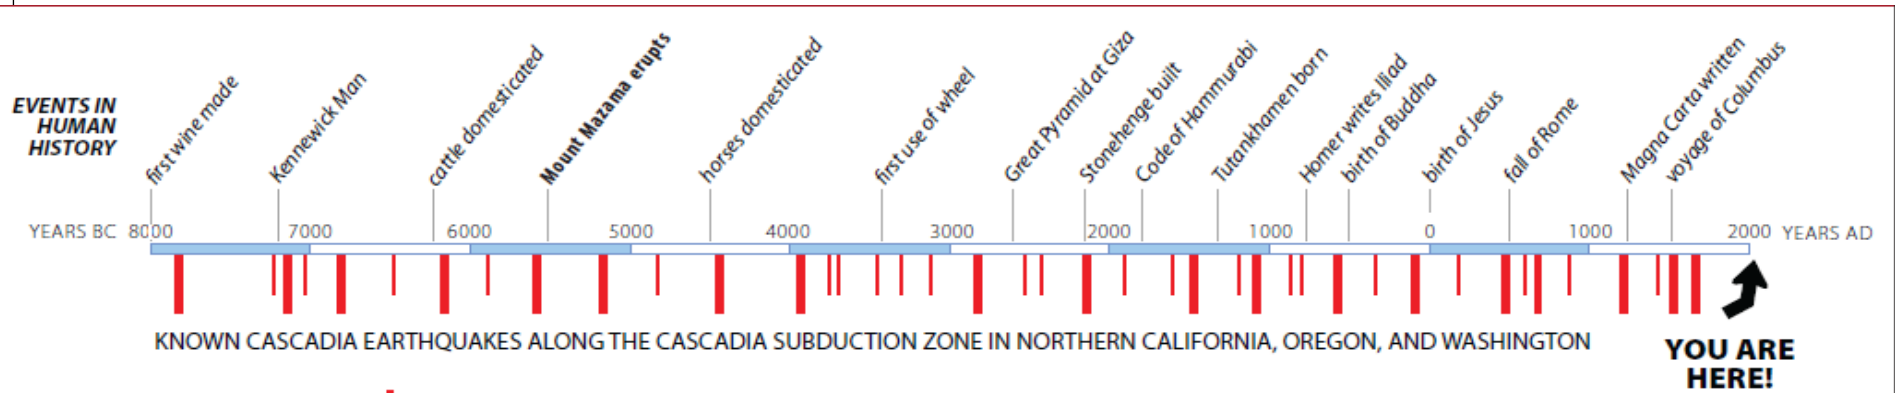 EVENTS IN
HUMAN
HISTORY
first wine made
Kennewick Man
cattle domesticated
Mount Mazama erupts
horses domesticated
first use of wheel
Great Pyramid at Giza
Stonehenge built
Code of Hammurabi
Tutankhamen born
Homer writes Iliad
birth of Buddha
birth of Jesus
fall of Rome
Magna Carta written
voyage of Columbus
YEARS BC 8000 7000 6000 5000 4000 3000 2000 1000 0 1000 2000 YEARS AD
KNOWN CASCADIA EARTHQUAKES ALONG THE CASCADIA SUBDUCTION ZONE IN NORTHERN CALIFORNIA, OREGON, AND WASHINGTON
YOU ARE
HERE!